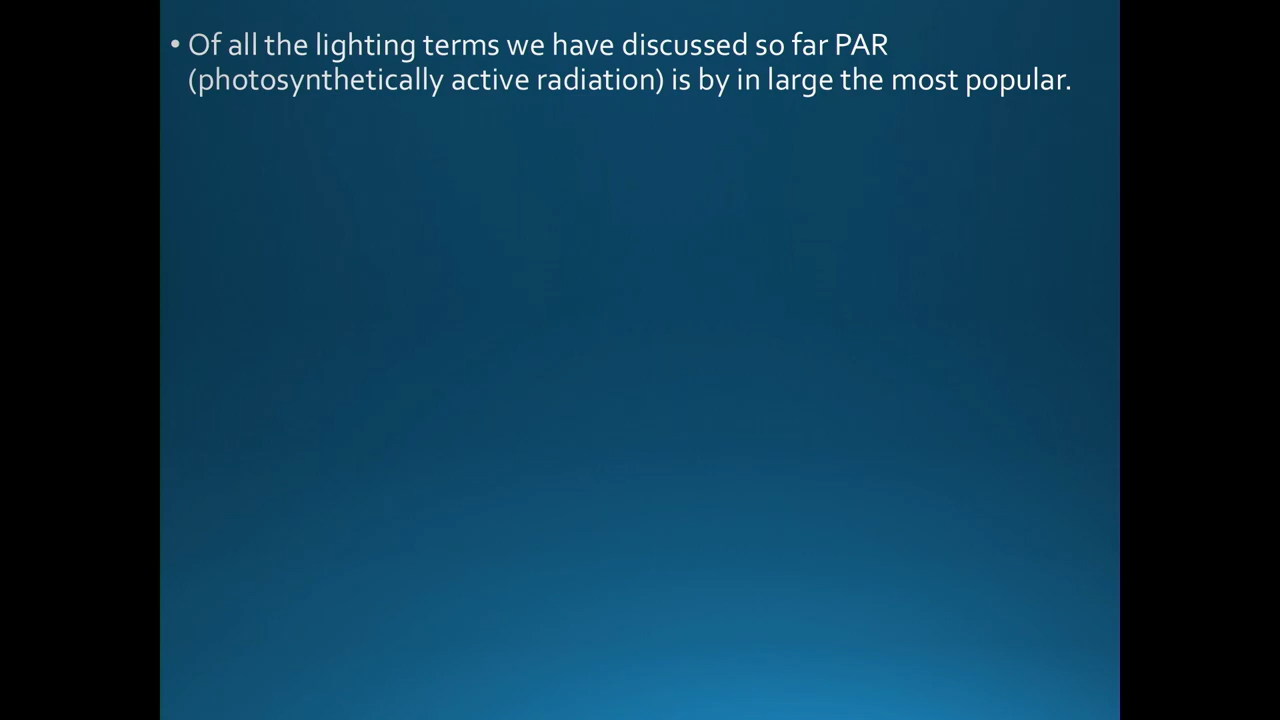 • Of all the lighting terms we have discussed so far PAR
(photosynthetically active radiation) is by in large the most popular.